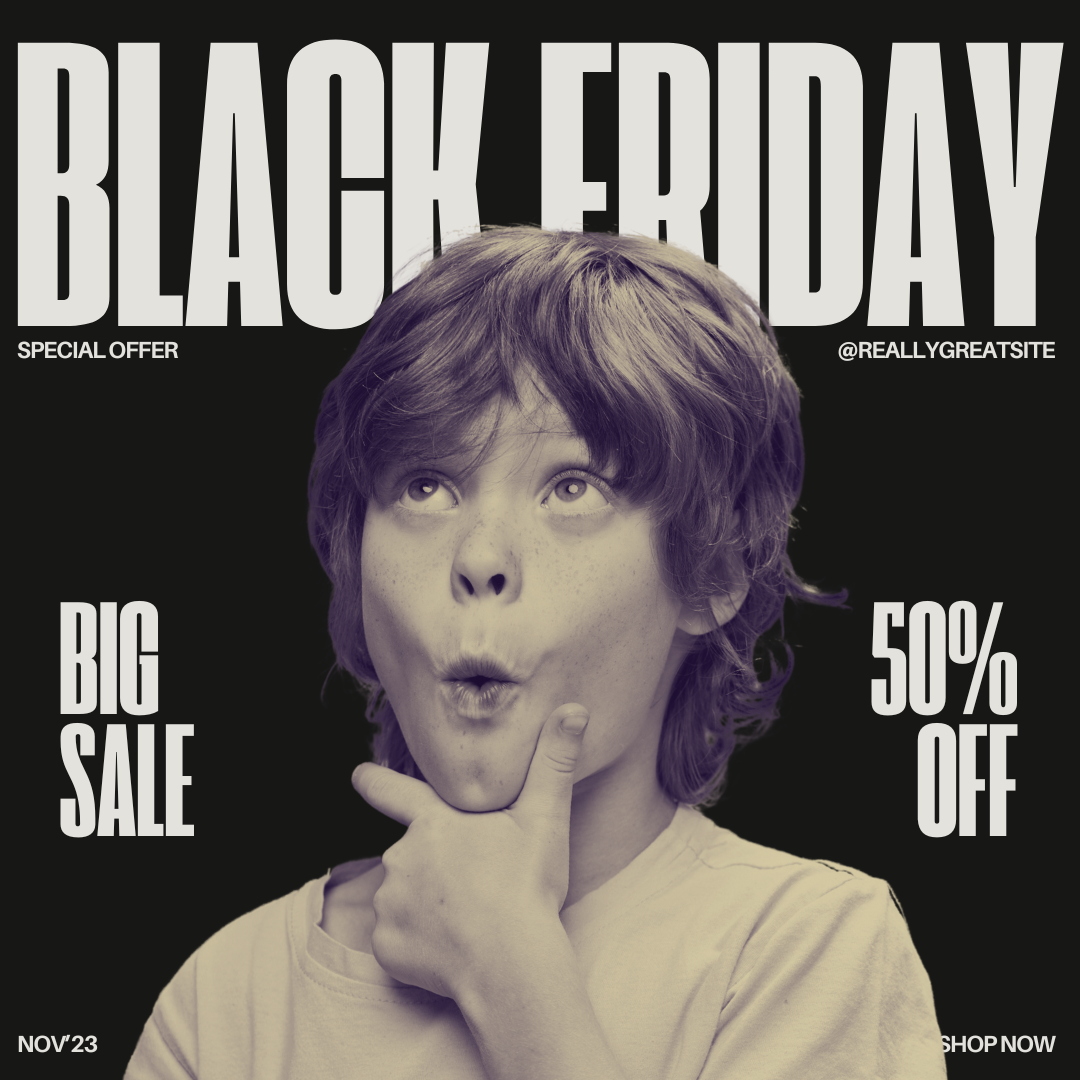 BLACK FRIDAY
SPECIAL OFFER
@REALLYGREATSITE
BIG
SALE
50%
OFF
NOV'23
SHOP NOW